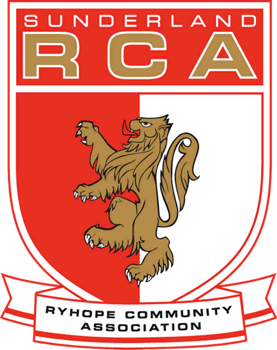 SUNDERLAND
RCA
RYHOPE COMMUNITY
ASSOCIATION